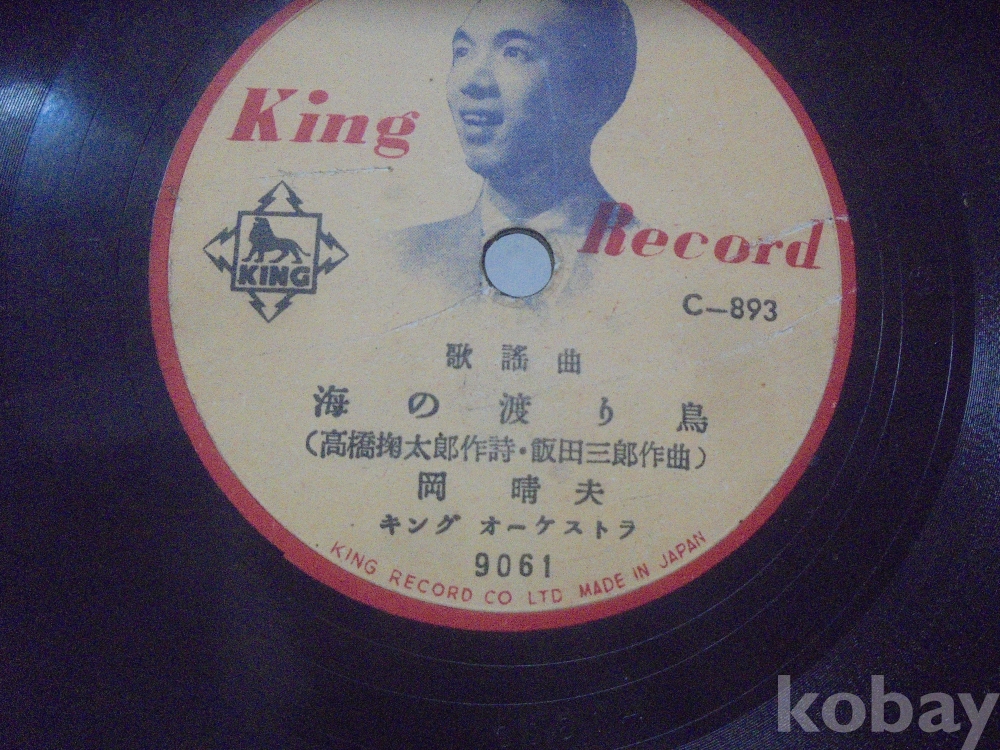 King
Record
KING
C-893
歌謡曲
海の渡り鳥
(高橋掬太郎作詩・飯田三郎作曲)
岡 晴夫
キング オーケストラ
9061
KING RECORD CO LTD MADE IN JAPAN
kobay